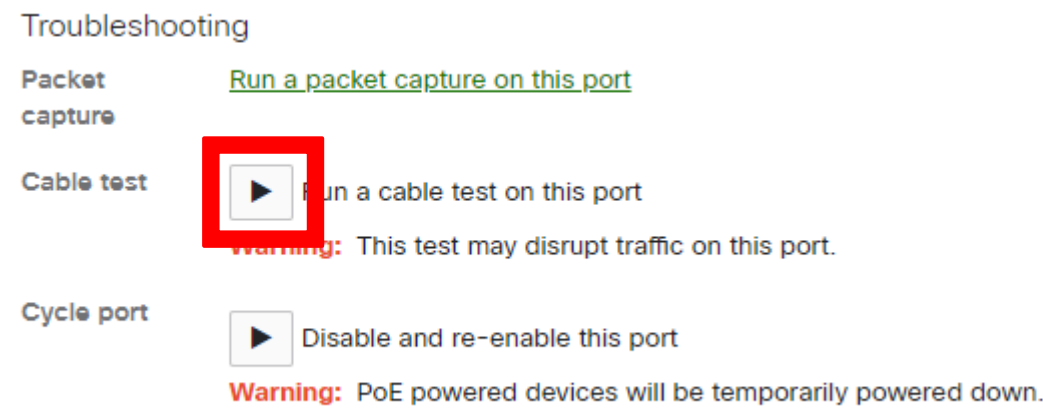 Troubleshooting
Packet capture
Run a packet capture on this port
Cable test
Run a cable test on this port
Warning: This test may disrupt traffic on this port.
Cycle port
Disable and re-enable this port
Warning: PoE powered devices will be temporarily powered down.